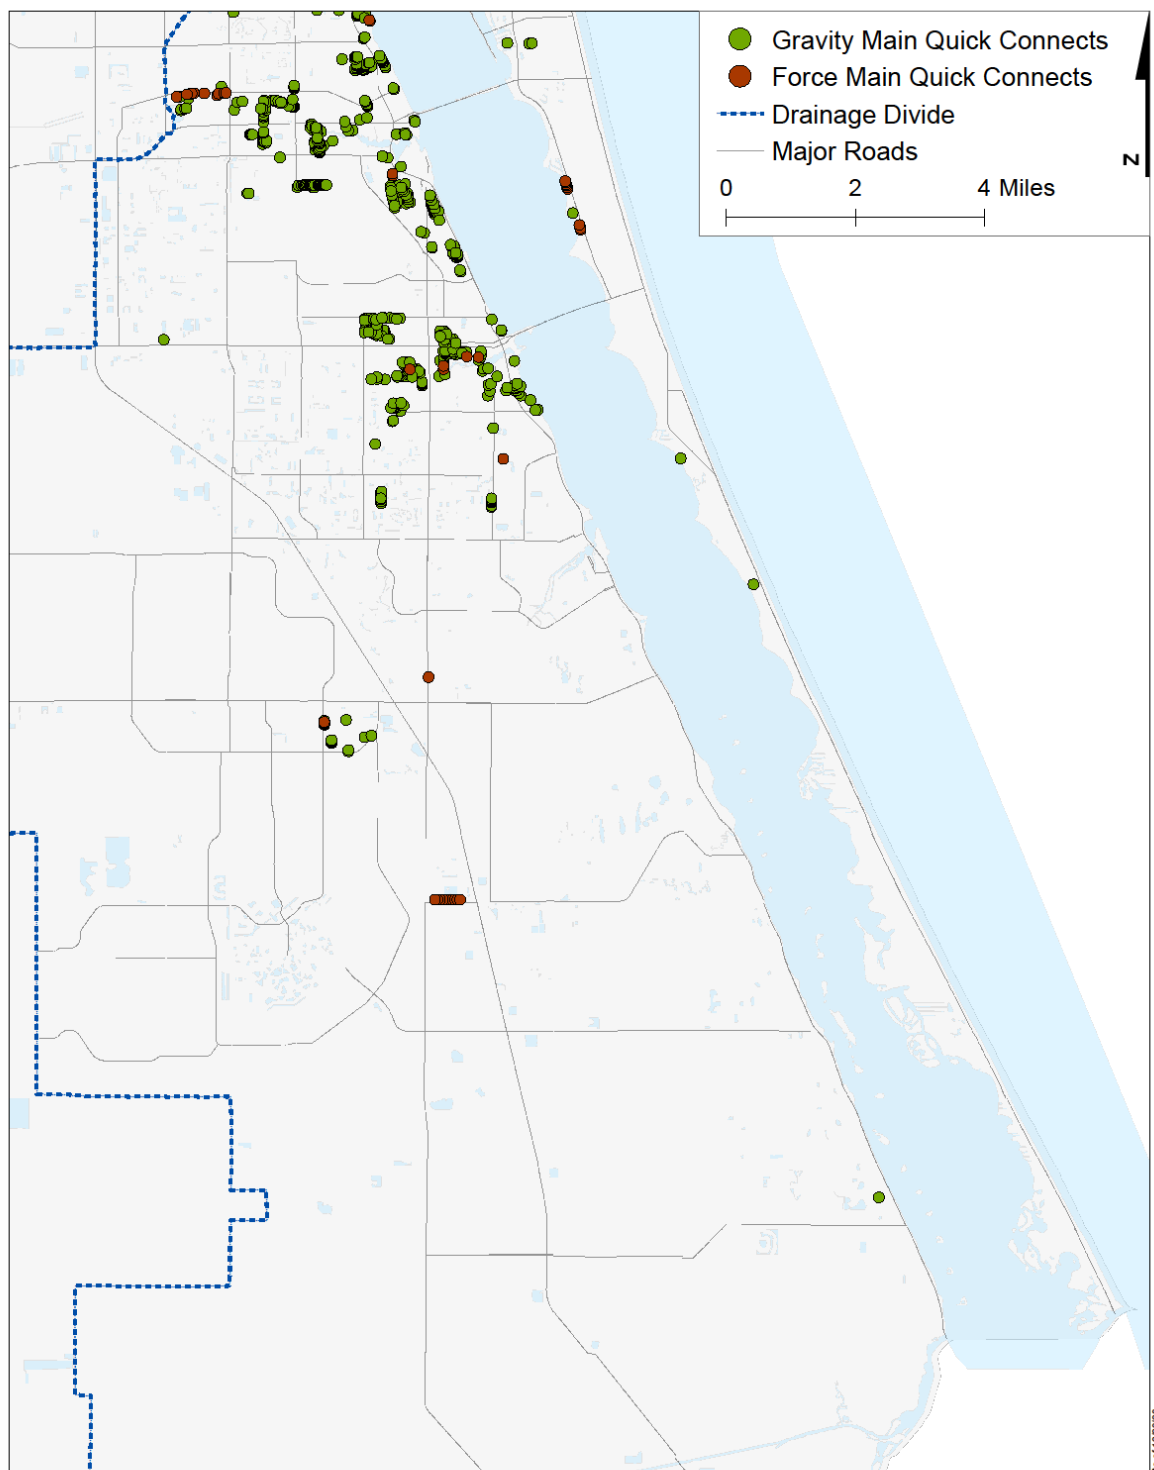 Gravity Main Quick Connects
Force Main Quick Connects
Drainage Divide
Major Roads
N
0 2 4 Miles